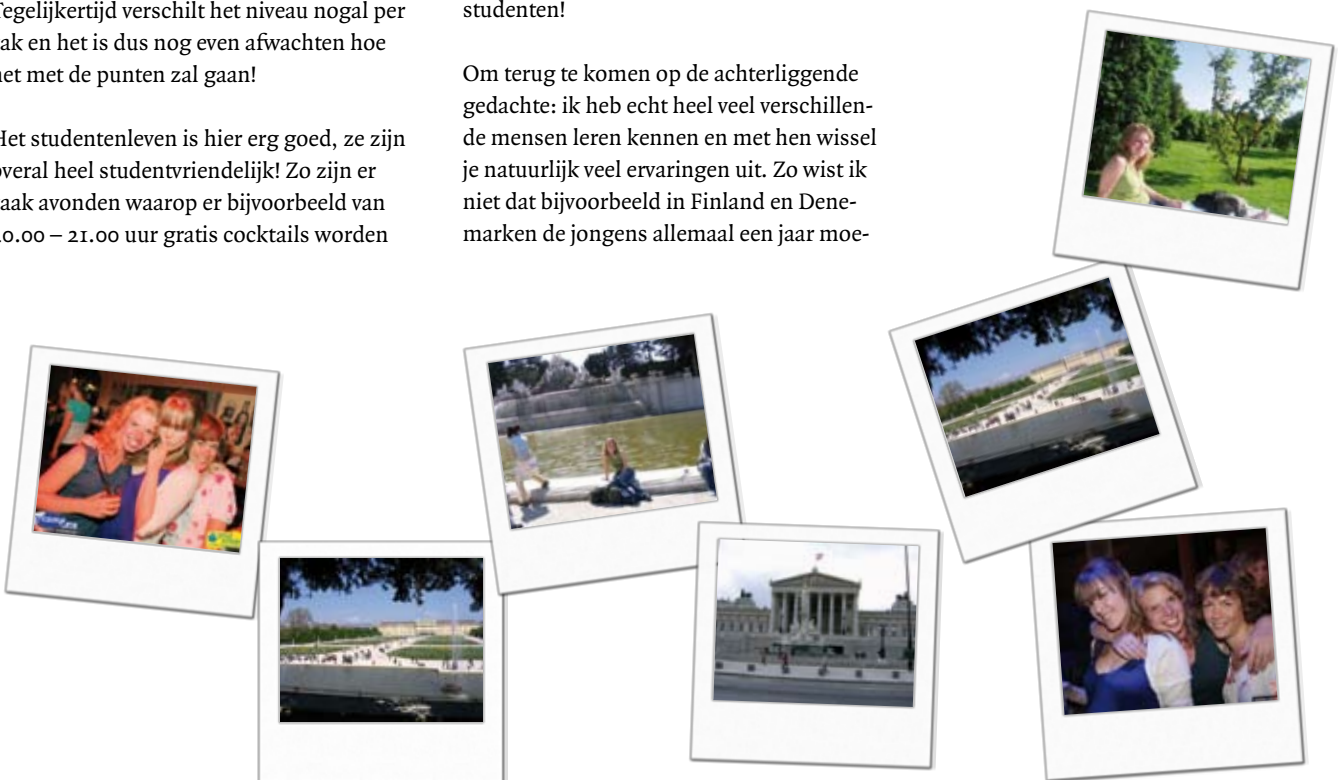 Tegelijkertijd verschilt het niveau nogal per
vak en het is dus nog even afwachten hoe
het met de punten zal gaan!
Het studentenleven is hier erg goed, ze zijn
overal heel studentvriendelijk! Zo zijn er
vaak avonden waarop er bijvoorbeeld van
20.00 – 21.00 uur gratis cocktails worden
studenten!
Om terug te komen op de achterliggende
gedachte: ik heb echt heel veel verschillen-
de mensen leren kennen en met hen wissel
je natuurlijk veel ervaringen uit. Zo wist ik
niet dat bijvoorbeeld in Finland en Dene-
marken de jongens allemaal een jaar moe-